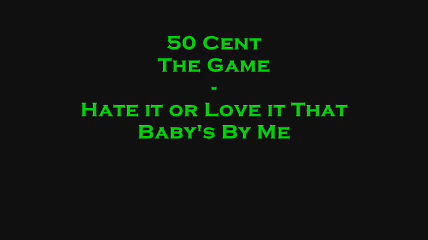 50 Cent
The Game
-
Hate it or Love it That
Baby's By Me